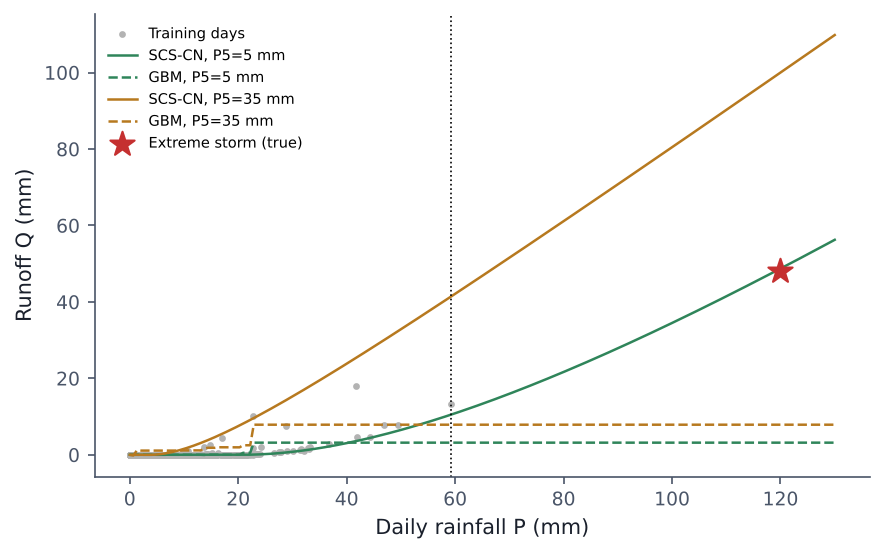 Training days
SCS-CN, P5=5 mm
GBM, P5=5 mm
SCS-CN, P5=35 mm
GBM, P5=35 mm
Extreme storm (true)
Runoff Q (mm)
100
80
60
40
20
0
0 20 40 60 80 100 120
Daily rainfall P (mm)